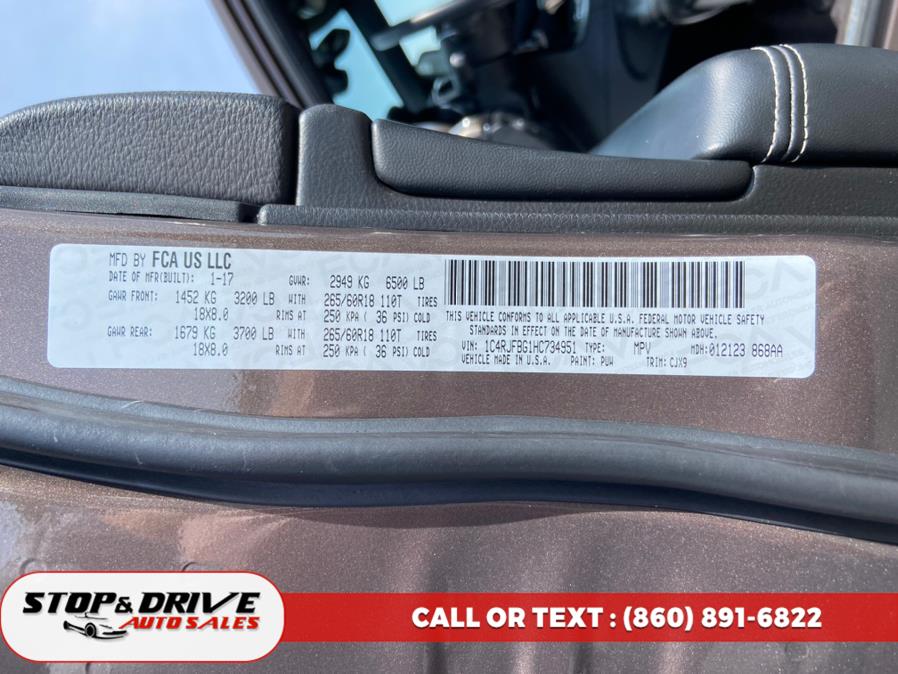 MFD BY FCA US LLC
DATE OF MFR(BUILT): 1-17 GVWR: 2949 KG 6500 LB
GAWR FRONT: 1452 KG 3200 LB WITH 265/60R18 110T TIRES
18X8.0 RIMS AT 250 KPA ( 36 PSI) COLD
GAWR REAR: 1679 KG 3700 LB WITH 265/60R18 110T TIRES
18X8.0 RIMS AT 250 KPA ( 36 PSI) COLD
THIS VEHICLE CONFORMS TO ALL APPLICABLE U.S.A. FEDERAL MOTOR VEHICLE SAFETY
STANDARDS IN EFFECT ON THE DATE OF MANUFACTURE SHOWN ABOVE.
VIN: 1C4RJFBG1HC734951 TYPE: MPV MDH:012123 868AA
VEHICLE MADE IN U.S.A. PAINT: PUW TRIM: CJX9
STOP & DRIVE
AUTO SALES
CALL OR TEXT : (860) 891-6822